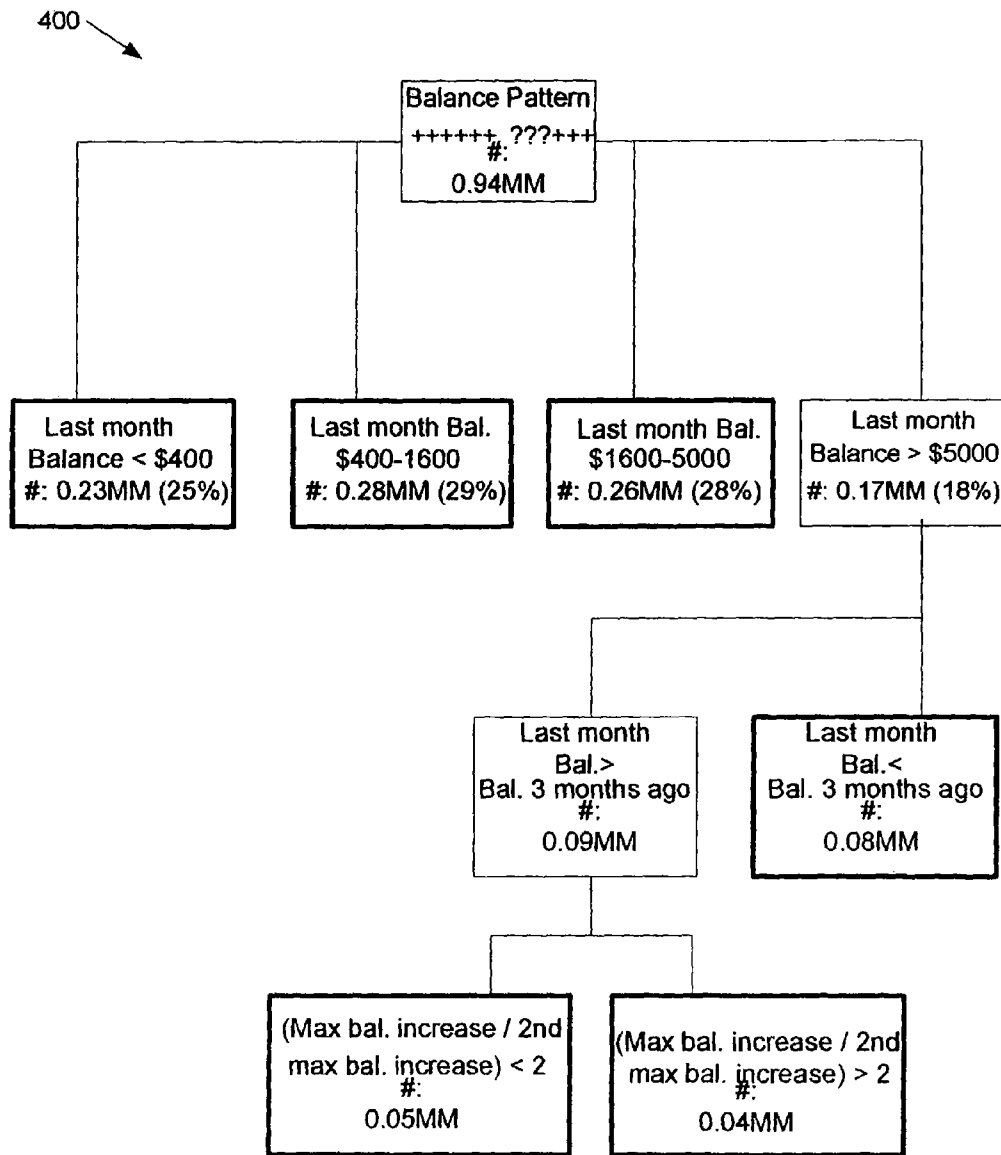 400
Balance Pattern
++++++ ???+++
#:
0.94MM
Last month
Balance < $400
#: 0.23MM (25%)
Last month Bal.
$400-1600
#: 0.28MM (29%)
Last month Bal.
$1600-5000
#: 0.26MM (28%)
Last month
Balance > $5000
#: 0.17MM (18%)
Last month
Bal.>
Bal. 3 months ago
#:
0.09MM
Last month
Bal.<
Bal. 3 months ago
#:
0.08MM
(Max bal. increase / 2nd
max bal. increase) < 2
#:
0.05MM
(Max bal. increase / 2nd
max bal. increase) > 2
#:
0.04MM